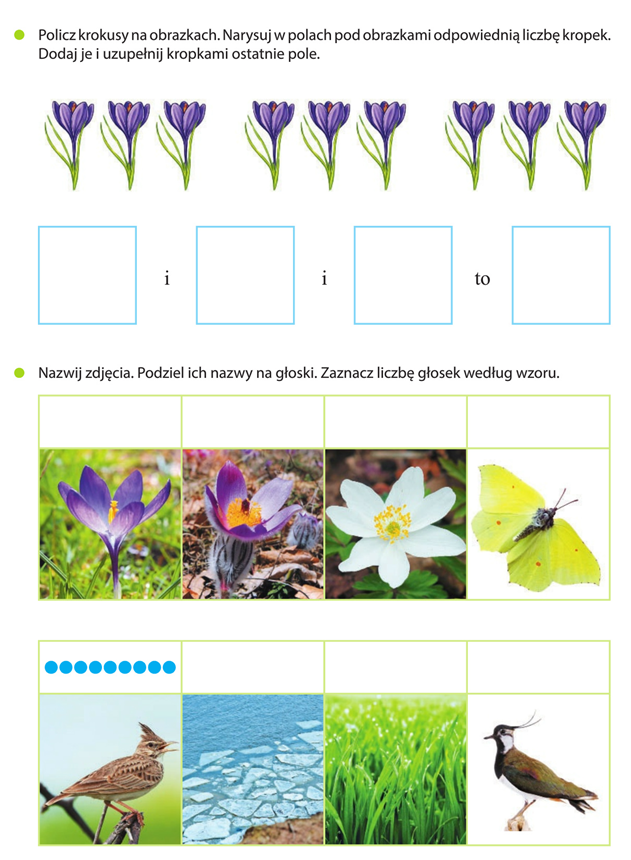 Policz krokusy na obrazkach. Narysuj w polach pod obrazkami odpowiednią liczbę kropek.
Dodaj je i uzupełnij kropkami ostatnie pole.
i i to
Nazwij zdjęcia. Podziel ich nazwy na głoski. Zaznacz liczbę głosek według wzoru.